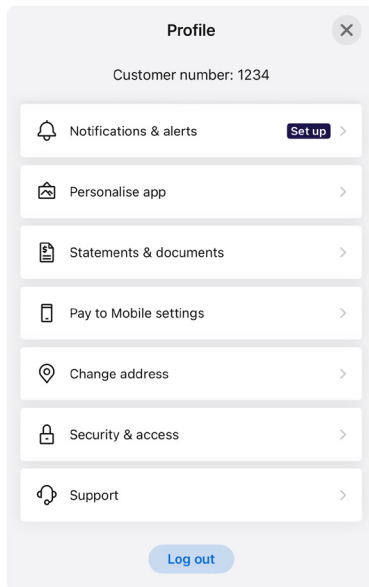 Profile
Customer number: 1234
Notifications & alerts Set up
Personalise app
Statements & documents
Pay to Mobile settings
Change address
Security & access
Support
Log out